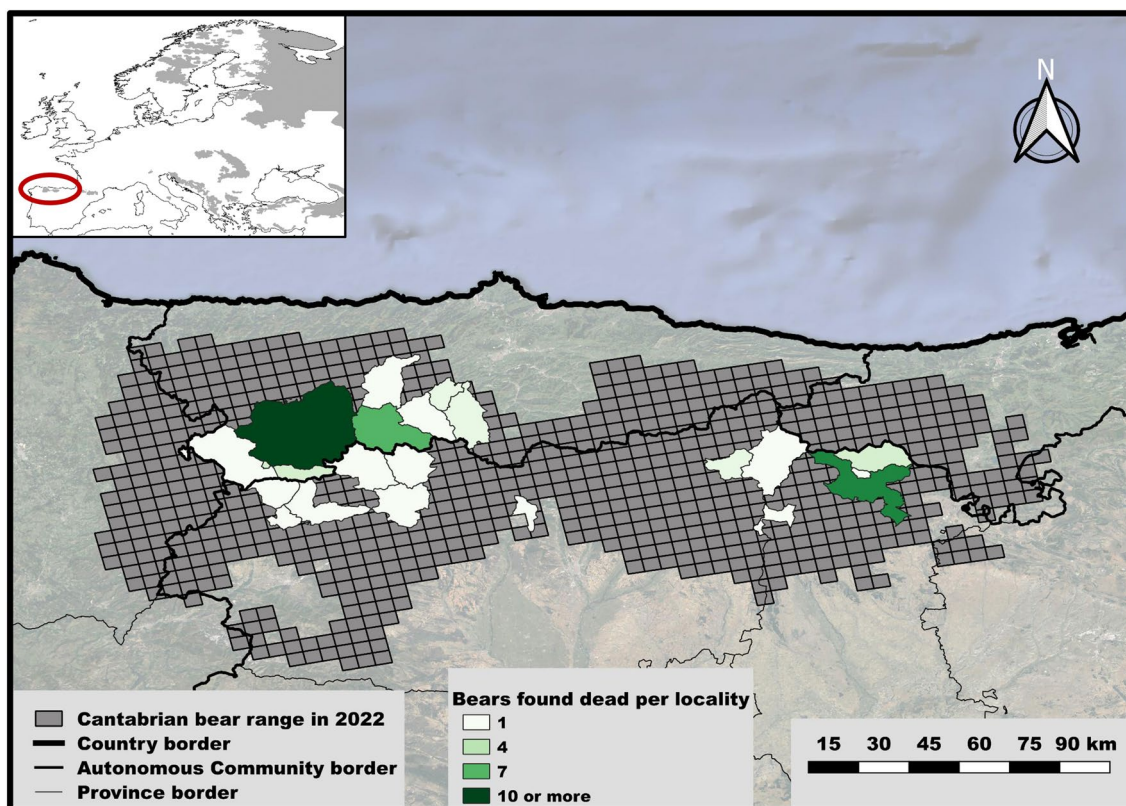 N
Cantabrian bear range in 2022
Country border
Autonomous Community border
Province border
Bears found dead per locality
1
4
7
10 or more
15 30 45 60 75 90 km